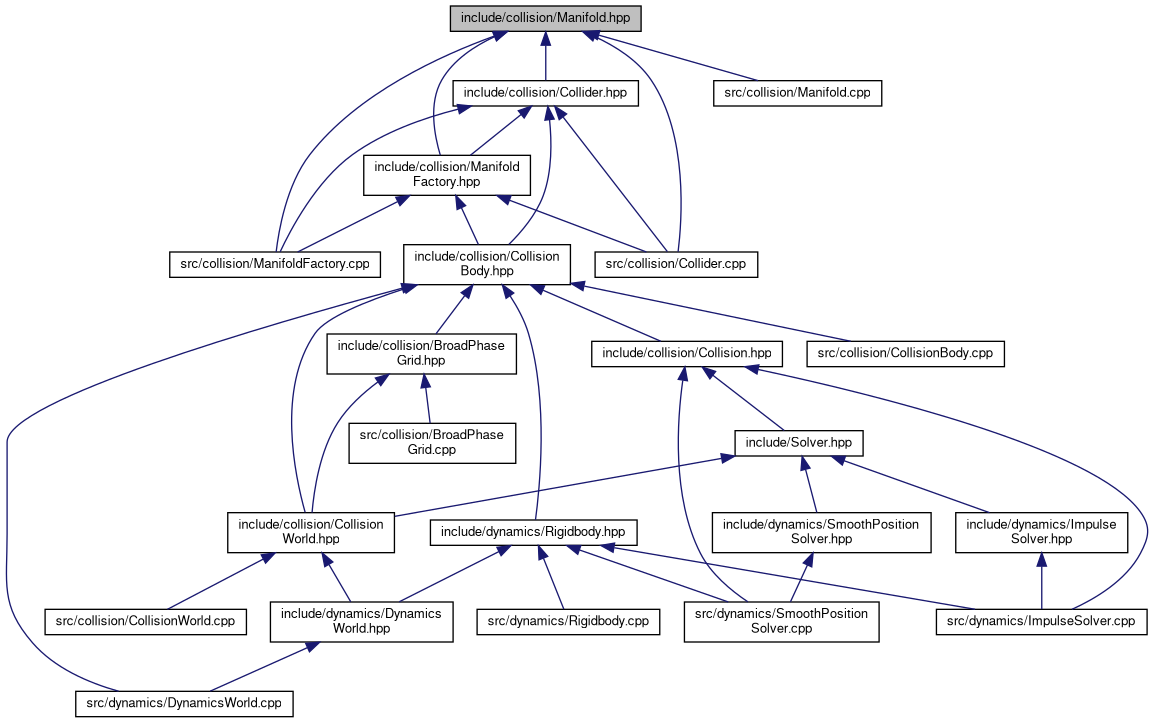 include/collision/Manifold.hpp
include/collision/Collider.hpp
src/collision/Manifold.cpp
include/collision/Manifold
Factory.hpp
src/collision/ManifoldFactory.cpp
include/collision/Collision
Body.hpp
src/collision/Collider.cpp
include/collision/BroadPhase
Grid.hpp
include/collision/Collision.hpp
src/collision/CollisionBody.cpp
src/collision/BroadPhase
Grid.cpp
include/Solver.hpp
include/collision/Collision
World.hpp
include/dynamics/Rigidbody.hpp
include/dynamics/SmoothPosition
Solver.hpp
include/dynamics/Impulse
Solver.hpp
src/collision/CollisionWorld.cpp
include/dynamics/Dynamics
World.hpp
src/dynamics/Rigidbody.cpp
src/dynamics/SmoothPosition
Solver.cpp
src/dynamics/ImpulseSolver.cpp
src/dynamics/DynamicsWorld.cpp